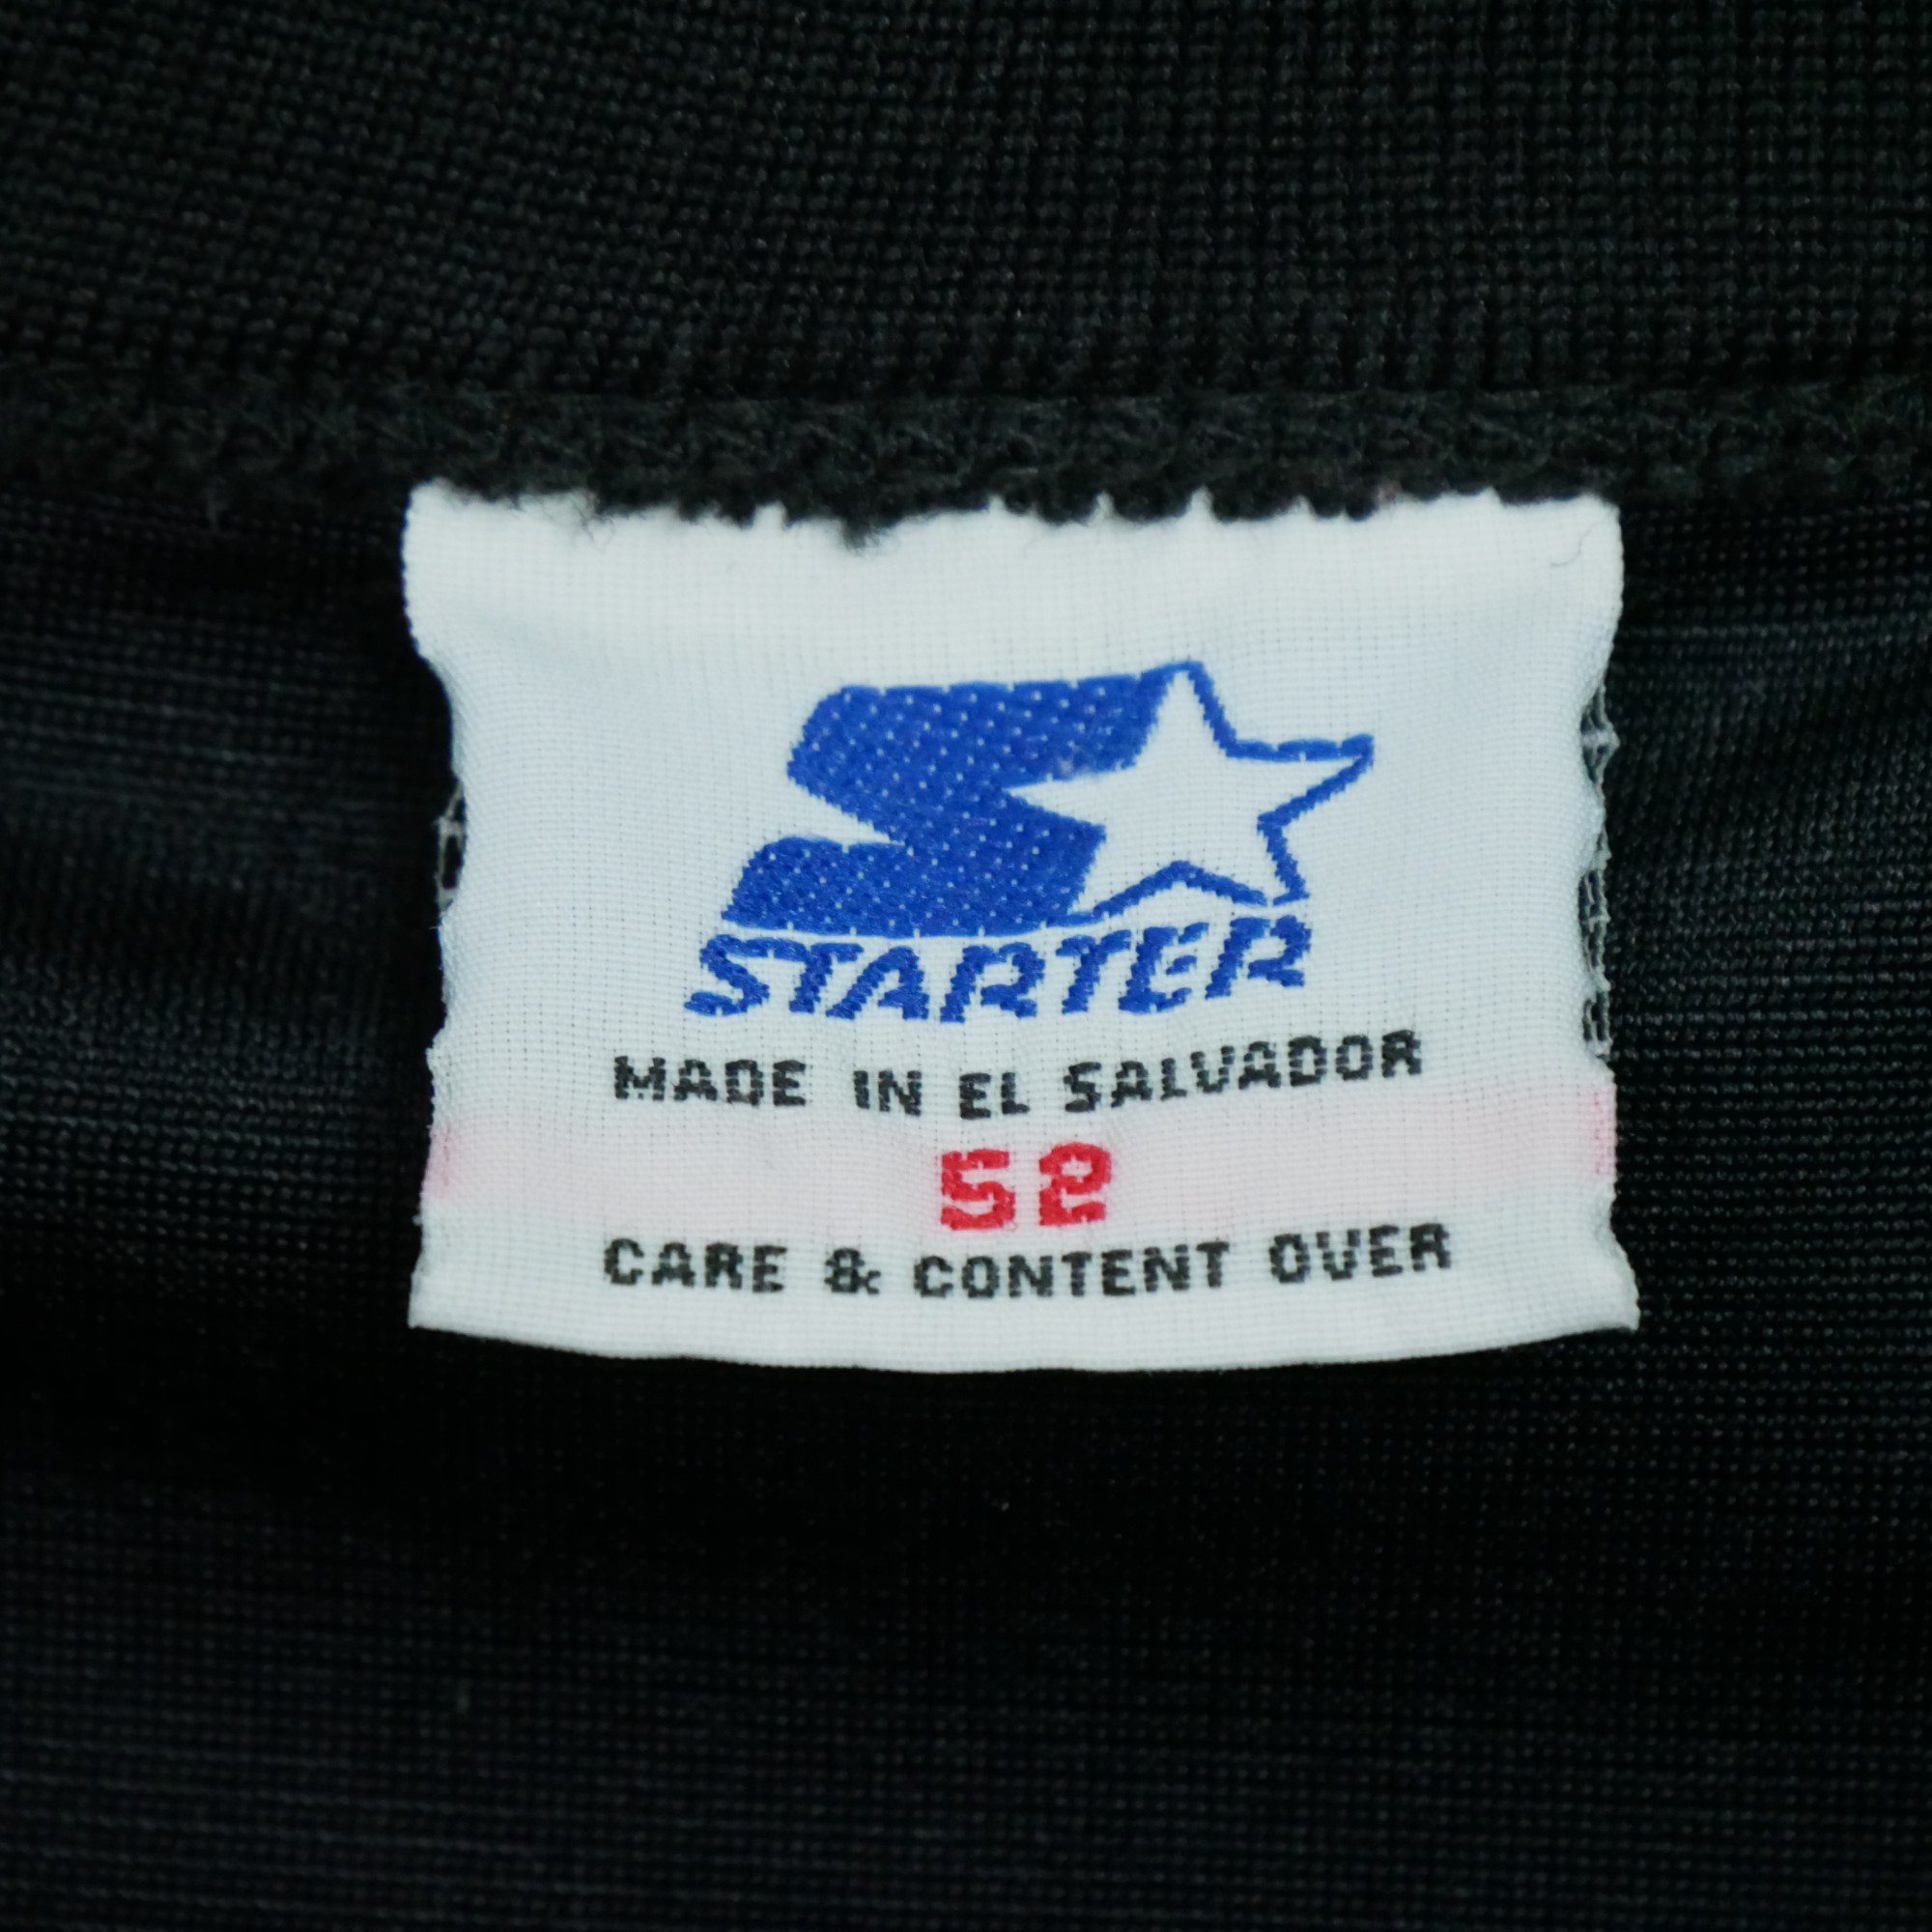 STARTER
MADE IN EL SALVADOR
52
CARE & CONTENT OVER